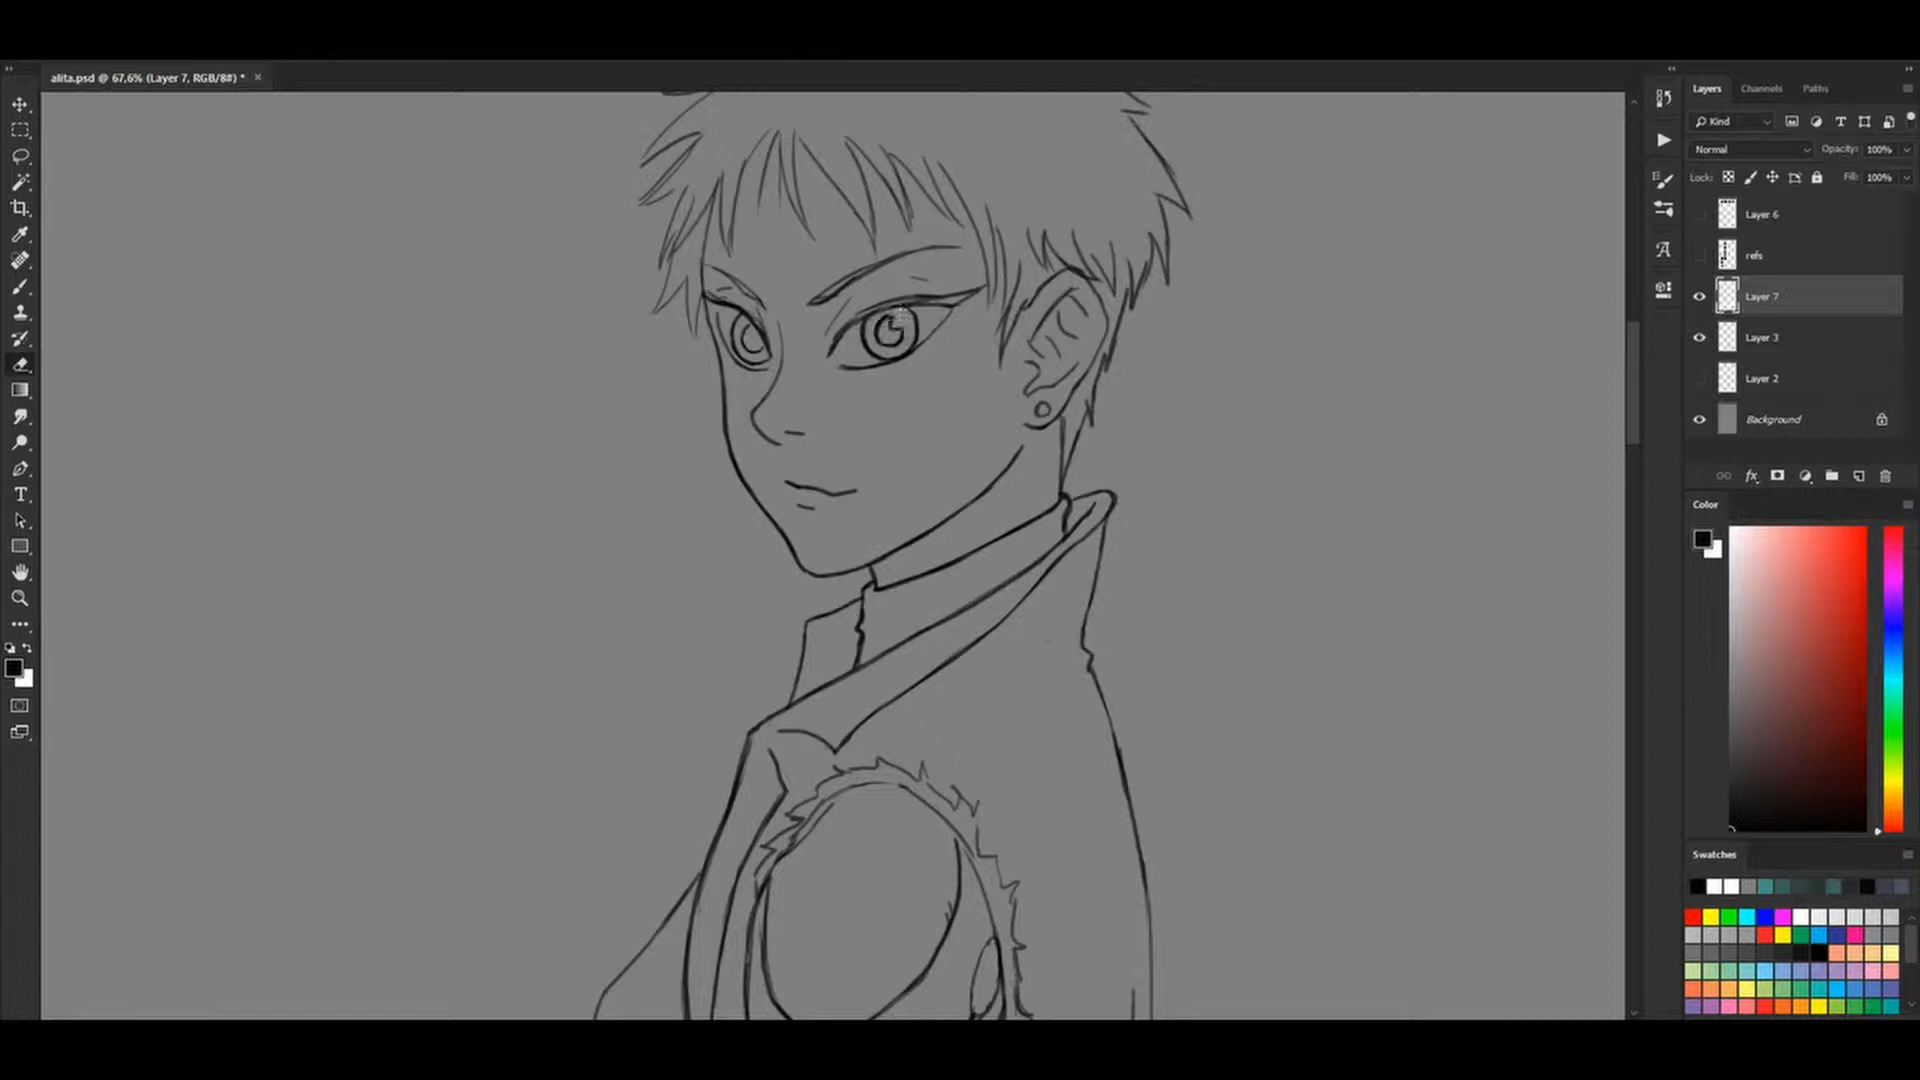 alita.psd @ 67,6% (Layer 7, RGB/8#) *
Layers Channels Paths
Kind
Normal Opacity: 100%
Lock: Fill: 100%
Layer 6
refs
Layer 7
Layer 3
Layer 2
Background
fx
Color
Swatches